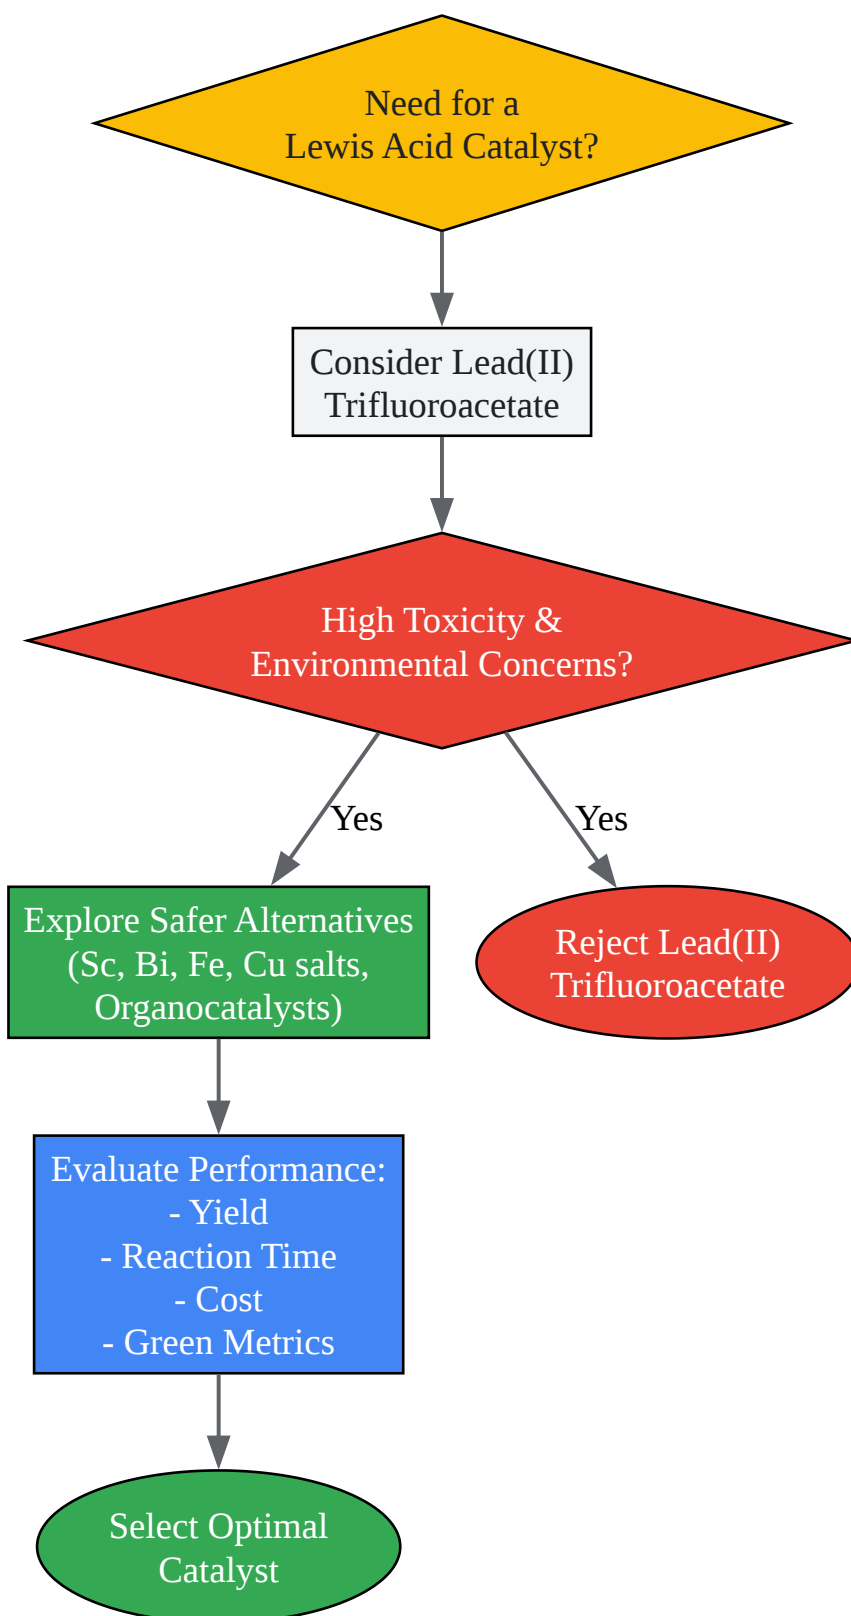 Need for a
Lewis Acid Catalyst?
Consider Lead(II)
Trifluoroacetate
High Toxicity &
Environmental Concerns?
Yes
Yes
Explore Safer Alternatives
(Sc, Bi, Fe, Cu salts,
Organocatalysts)
Reject Lead(II)
Trifluoroacetate
Evaluate Performance:
- Yield
- Reaction Time
- Cost
- Green Metrics
Select Optimal
Catalyst